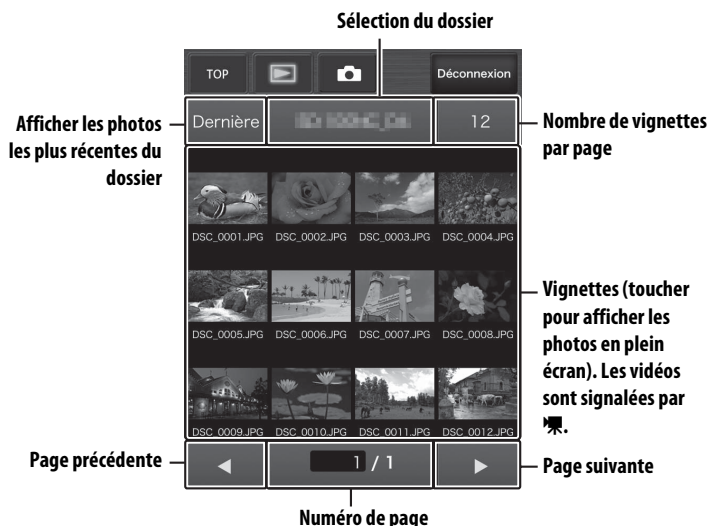 Sélection du dossier
TOP
Déconnexion
Afficher les photos
les plus récentes du
dossier
Dernière
12
Nombre de vignettes
par page
DSC_0001.JPG DSC_0002.JPG DSC_0003.JPG DSC_0004.JPG
DSC_0005.JPG DSC_0006.JPG DSC_0007.JPG DSC_0008.JPG
Vignettes (toucher
pour afficher les
photos en plein
écran). Les vidéos
sont signalées par
.
DSC_0009.JPG DSC_0010.JPG DSC_0011.JPG DSC_0012.JPG
Page précédente
1 / 1
Page suivante
Numéro de page